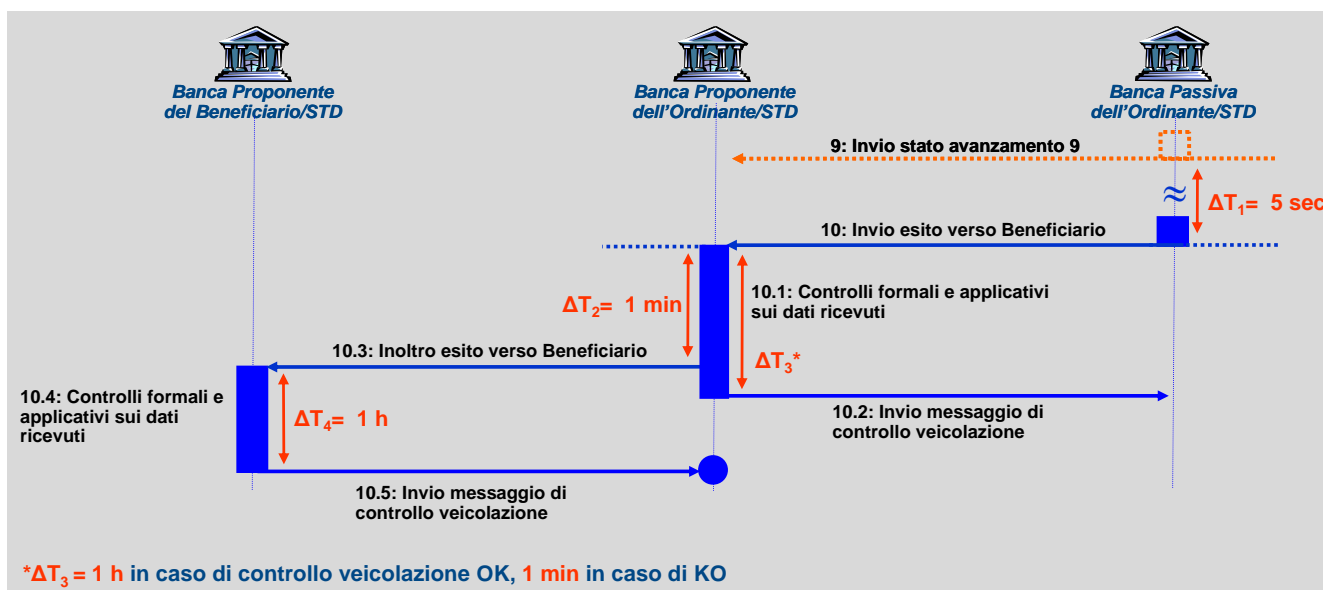 Banca Proponente
del Beneficiario/STD
Banca Proponente
dell'Ordinante/STD
Banca Passiva
dell'Ordinante/STD
9: Invio stato avanzamento 9
≈
ΔT1= 5 sec
10: Invio esito verso Beneficiario
ΔT2= 1 min
10.1: Controlli formali e applicativi
sui dati ricevuti
10.3: Inoltro esito verso Beneficiario
ΔT3*
10.4: Controlli formali e
applicativi sui dati
ricevuti
ΔT4= 1 h
10.2: Invio messaggio di
controllo veicolazione
10.5: Invio messaggio di
controllo veicolazione
*ΔT3 = 1 h in caso di controllo veicolazione OK, 1 min in caso di KO